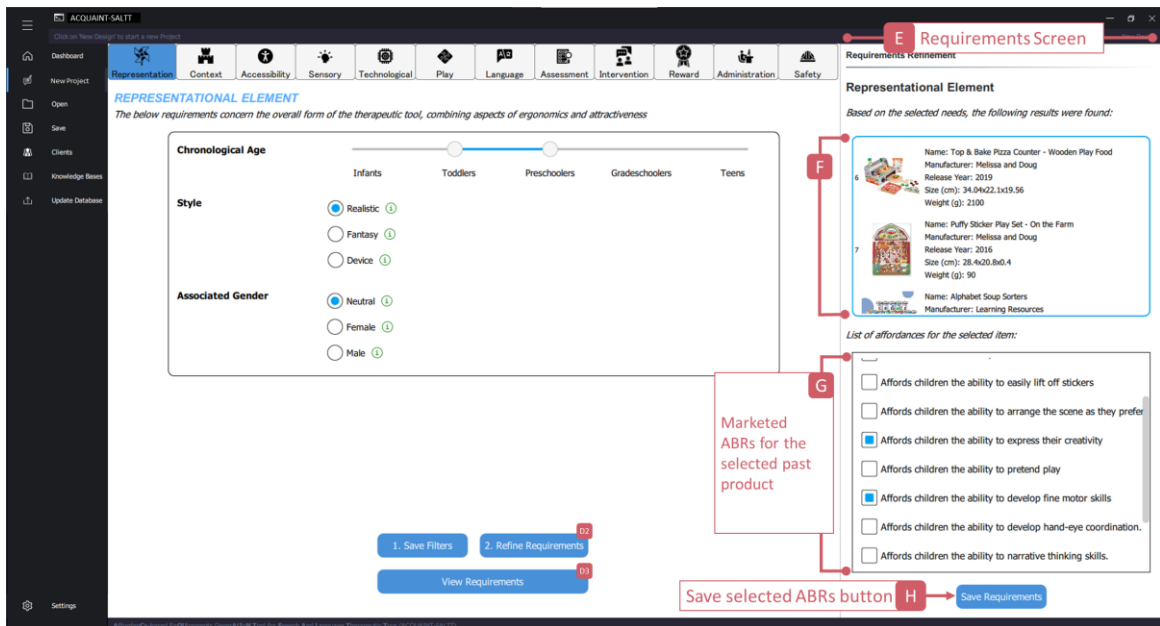 ACQUAINT-SALTT
Click on 'New Design' to start a new Project
Dashboard
New Project
Open
Save
Clients
Knowledge Bases
Update Database
Settings
Representation
Context
Accessibility
Sensory
Technological
Play
Language
Assessment
Intervention
Reward
Administration
Safety
REPRESENTATIONAL ELEMENT
The below requirements concern the overall form of the therapeutic tool, combining aspects of ergonomics and attractiveness
Chronological Age
Infants Toddlers Preschoolers Gradeschoolers Teens
Style
Realistic
Fantasy
Device
Associated Gender
Neutral
Female
Male
1. Save Filters
2. Refine Requirements
D2
View Requirements
D3
E Requirements Screen
Requirements Refinement
Representational Element
Based on the selected needs, the following results were found:
F
6
Name: Top & Bake Pizza Counter - Wooden Play Food
Manufacturer: Melissa and Doug
Release Year: 2019
Size (cm): 34.04x22.1x19.56
Weight (g): 2100
7
Name: Puffy Sticker Play Set - On the Farm
Manufacturer: Melissa and Doug
Release Year: 2016
Size (cm): 28.4x20.8x0.4
Weight (g): 90
Name: Alphabet Soup Sorters
Manufacturer: Learning Resources
List of affordances for the selected item:
G
Marketed
ABRs for the
selected past
product
Affords children the ability to easily lift off stickers
Affords children the ability to arrange the scene as they prefer
Affords children the ability to express their creativity
Affords children the ability to pretend play
Affords children the ability to develop fine motor skills
Affords children the ability to develop hand-eye coordination.
Affords children the ability to narrative thinking skills.
Save selected ABRs button H
Save Requirements